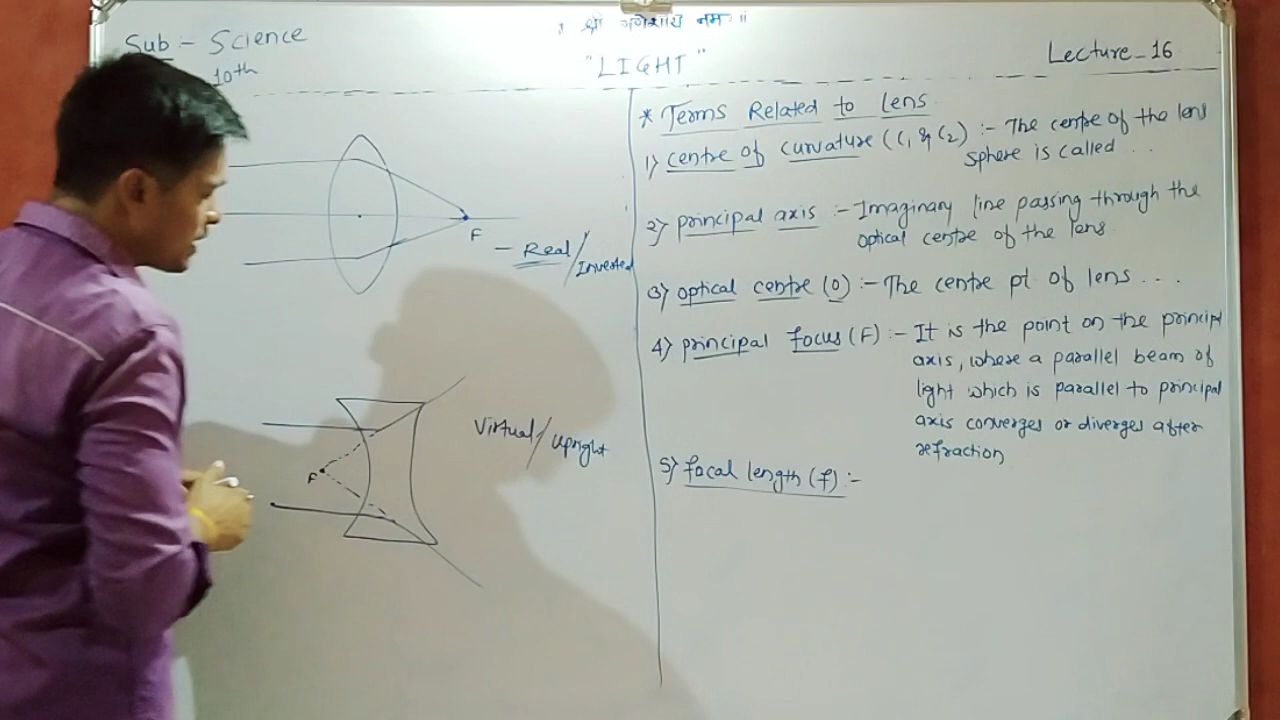 ॥ श्री गणेशाय नमः ॥
Sub - Science
10th
"LIGHT"
Lecture-16
F
- Real/
Inverted
Virtual/
upright
F
* Terms Related to Lens
1) Centre of Curvature (C1 & C2) :- The centre of the lens
sphere is called ..
2) principal axis :- Imaginary line passing through the
optical centre of the lens.
3) optical centre (O) :- The centre pt of lens ...
4) principal focus (F) :- It is the point on the principl
axis, where a parallel beam of
light which is parallel to principal
axis converges or diverges after
refraction
5) focal length (f) :-